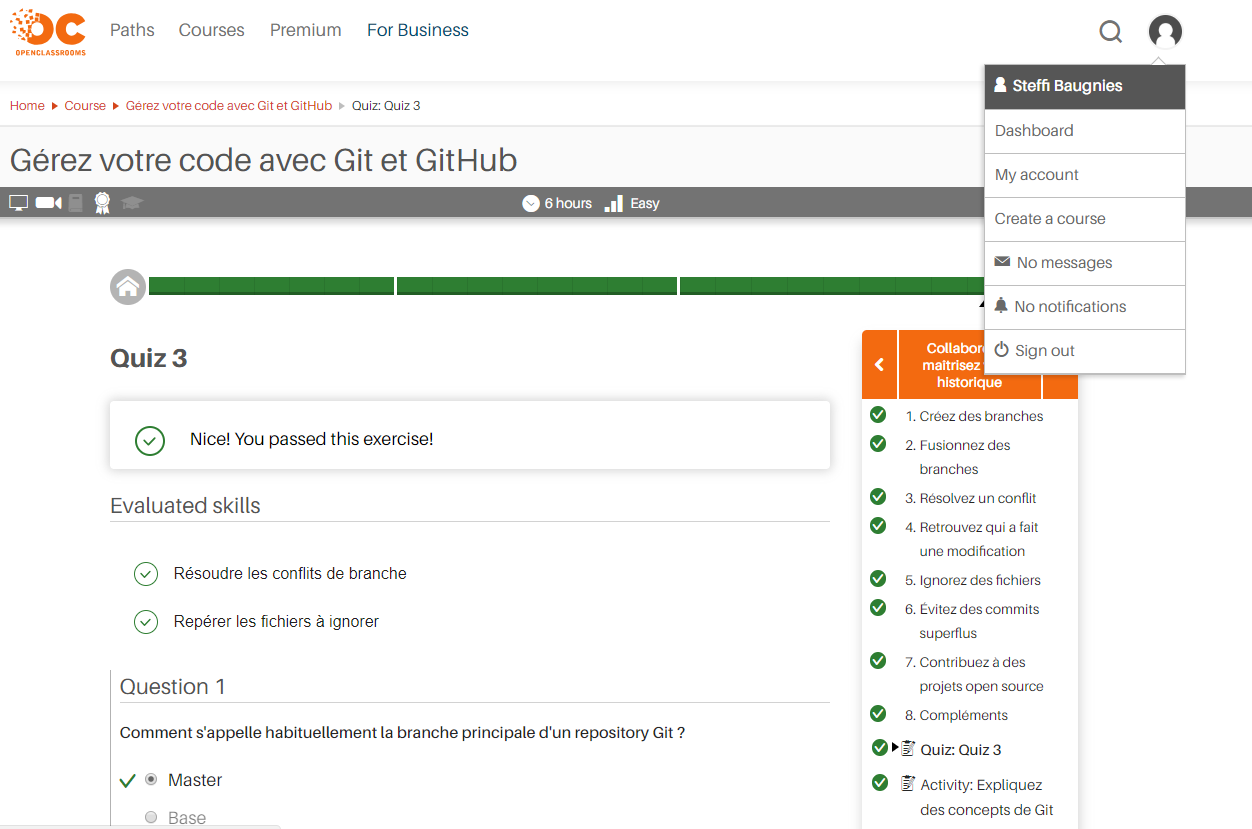 OC
OPENCLASSROOMS
Paths Courses Premium For Business
Steffi Baugnies
Dashboard
My account
Create a course
No messages
No notifications
Sign out
Home Course Gérez votre code avec Git et GitHub Quiz: Quiz 3
Gérez votre code avec Git et GitHub
6 hours Easy
Quiz 3
Nice! You passed this exercise!
Evaluated skills
Résoudre les conflits de branche
Repérer les fichiers à ignorer
Question 1
Comment s'appelle habituellement la branche principale d'un repository Git ?
Master
Base
maîtrisez
historique
1. Créez des branches
2. Fusionnez des
branches
3. Résolvez un conflit
4. Retrouvez qui a fait
une modification
5. Ignorez des fichiers
6. Évitez des commits
superflus
7. Contribuez à des
projets open source
8. Compléments
Quiz: Quiz 3
Activity: Expliquez
des concepts de Git